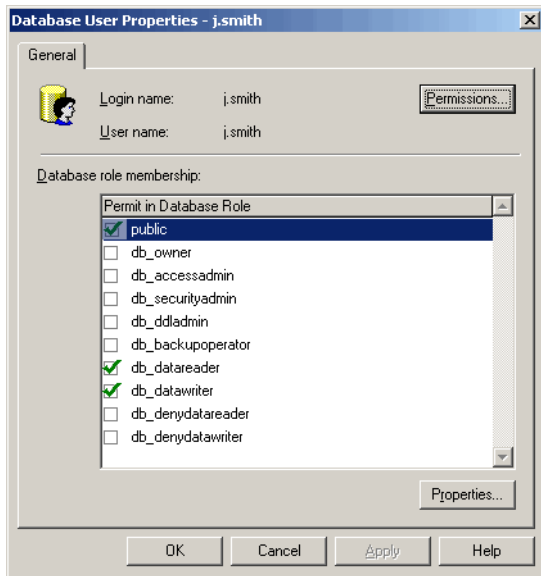 Database User Properties - j.smith
General
Login name: j.smith
Permissions...
User name: j.smith
Database role membership:
Permit in Database Role
public
db_owner
db_accessadmin
db_securityadmin
db_ddladmin
db_backupoperator
db_datareader
db_datawriter
db_denydatareader
db_denydatawriter
Properties...
OK Cancel Apply Help